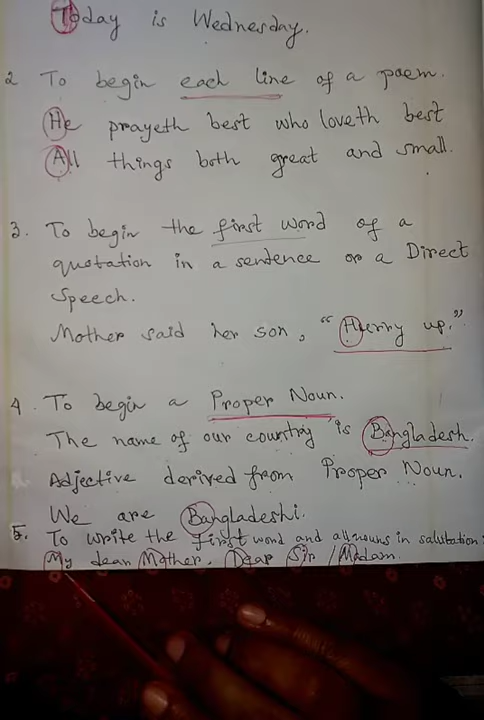 Today is Wednesday.
2 To begin each line of a poem.
He prayeth best who loveth best
All things both great and small.
3. To begin the first word of a
quotation in a sentence or a Direct
Speech.
Mother said her son, "Hurry up."
4. To begin a Proper Noun.
The name of our country is Bangladesh.
Adjective derived from Proper Noun.
We are Bangladeshi.
5. To write the first word and all nouns in salutation:
My dear Mother, Dear Sir / Madam.